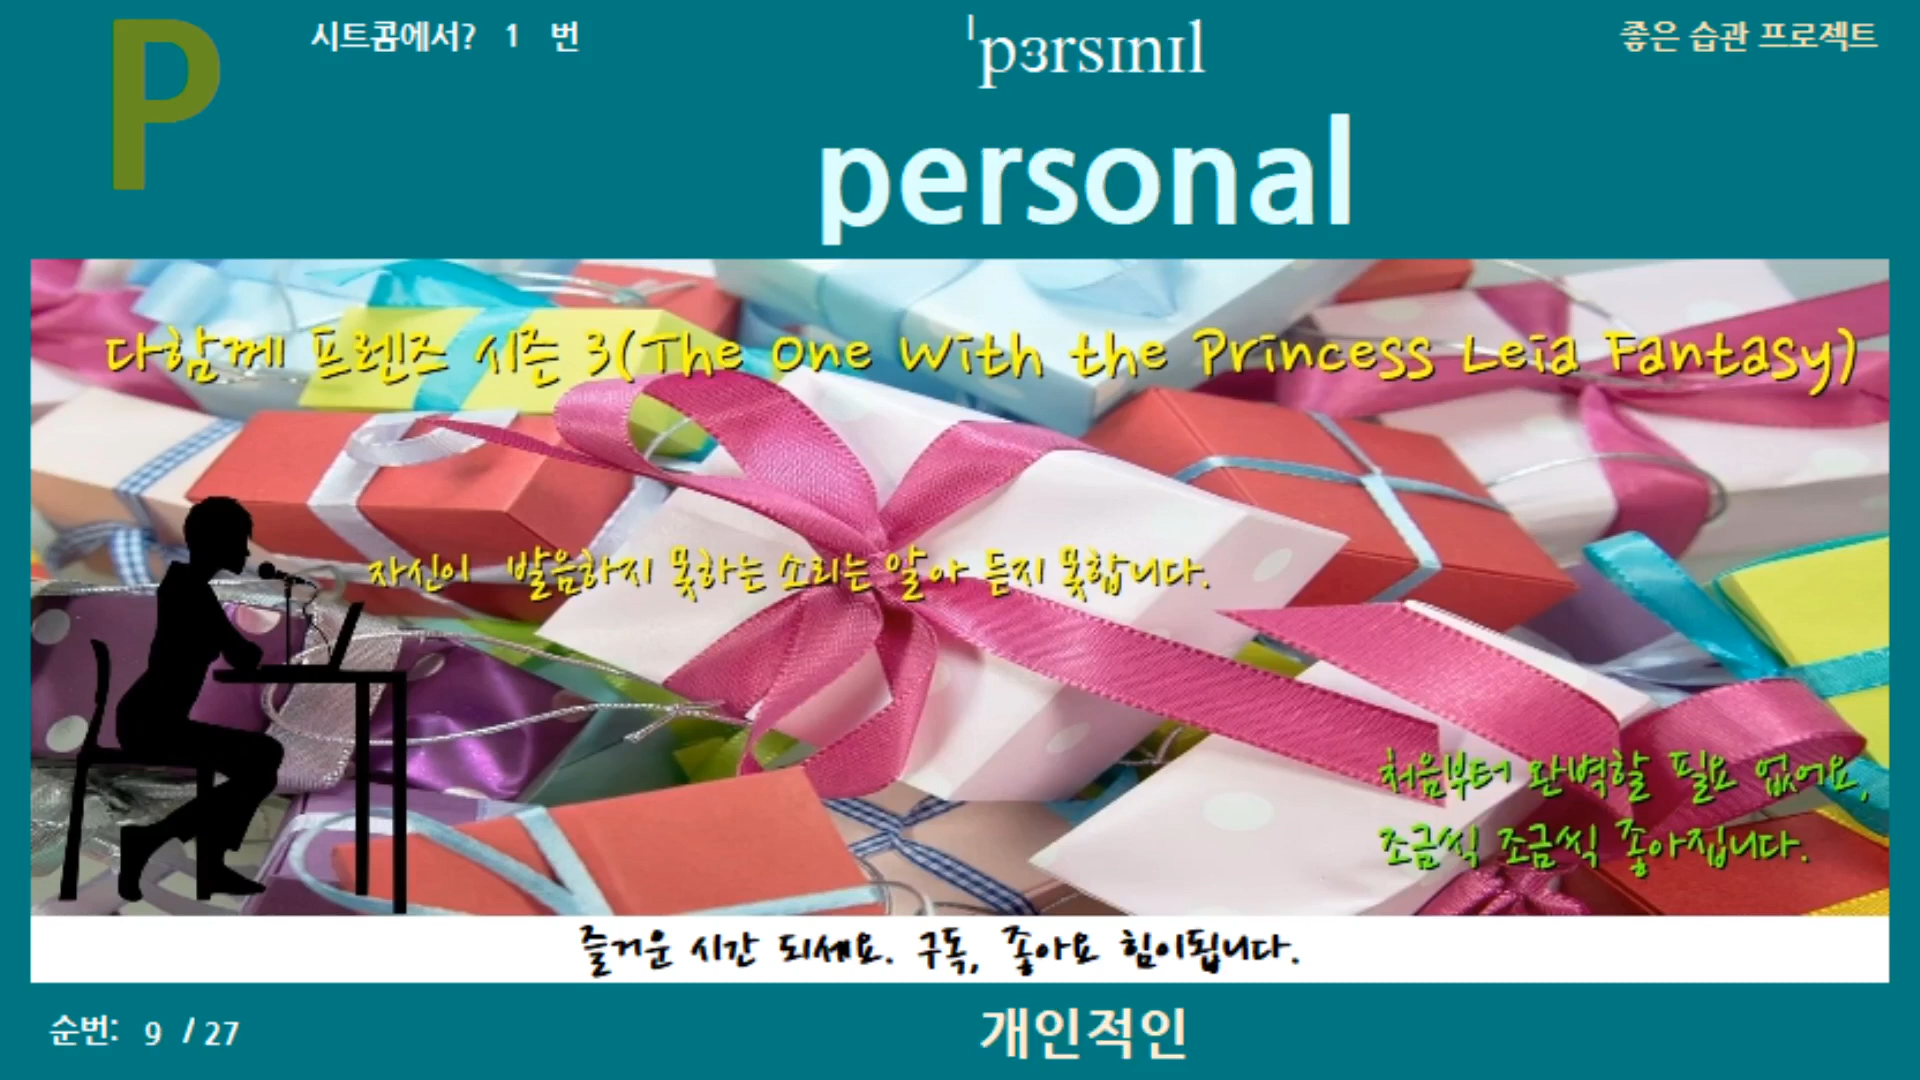 P
시트콤에서? 1 번
ˈpɜrsɪnɪl
좋은 습관 프로젝트
personal
다함께 프렌즈 시즌 3(The One With the Princess Leia Fantasy)
자신이 발음하지 못하는 소리는 알아 듣지 못합니다.
처음부터 완벽할 필요 없어요,
조금씩 조금씩 좋아집니다.
즐거운 시간 되세요. 구독, 좋아요 힘이됩니다.
순번: 9 / 27
개인적인